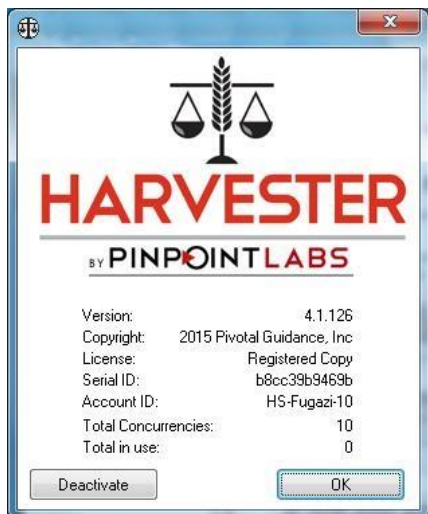 HARVESTER
BY PINPOINTLABS
Version: 4.1.126
Copyright: 2015 Pivotal Guidance, Inc
License: Registered Copy
Serial ID: b8cc39b9469b
Account ID: HS-Fugazi-10
Total Concurrencies: 10
Total in use: 0
Deactivate OK